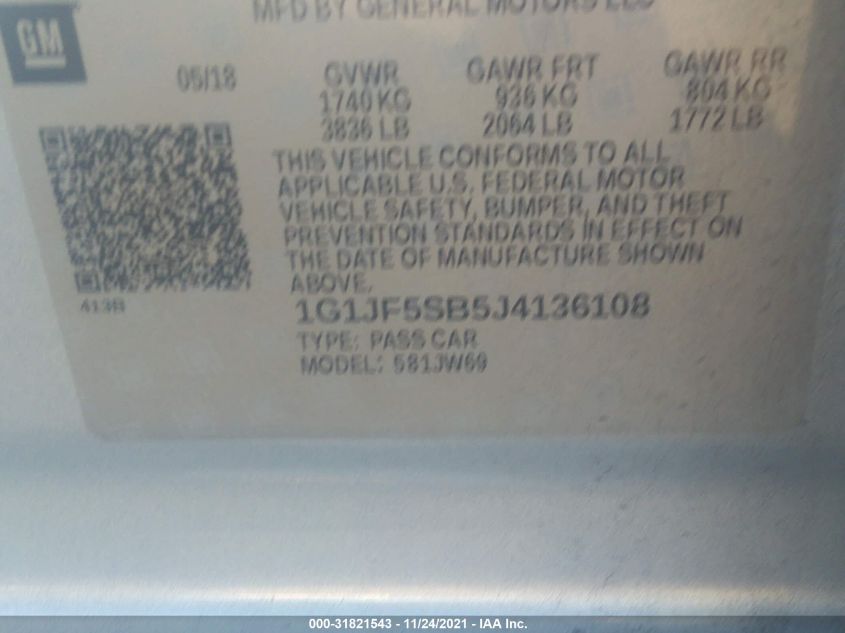 MFD BY GENERAL MOTORS LLC
GM
05/18 GVWR GAWR FRT GAWR RR
1740 KG 936 KG 804 KG
3836 LB 2064 LB 1772 LB
THIS VEHICLE CONFORMS TO ALL
APPLICABLE U.S. FEDERAL MOTOR
VEHICLE SAFETY, BUMPER, AND THEFT
PREVENTION STANDARDS IN EFFECT ON
THE DATE OF MANUFACTURE SHOWN
ABOVE.
413B
1G1JF5SB5J4136108
TYPE: PASS CAR
MODEL: 581JW69
000-31821543 - 11/24/2021 - IAA Inc.